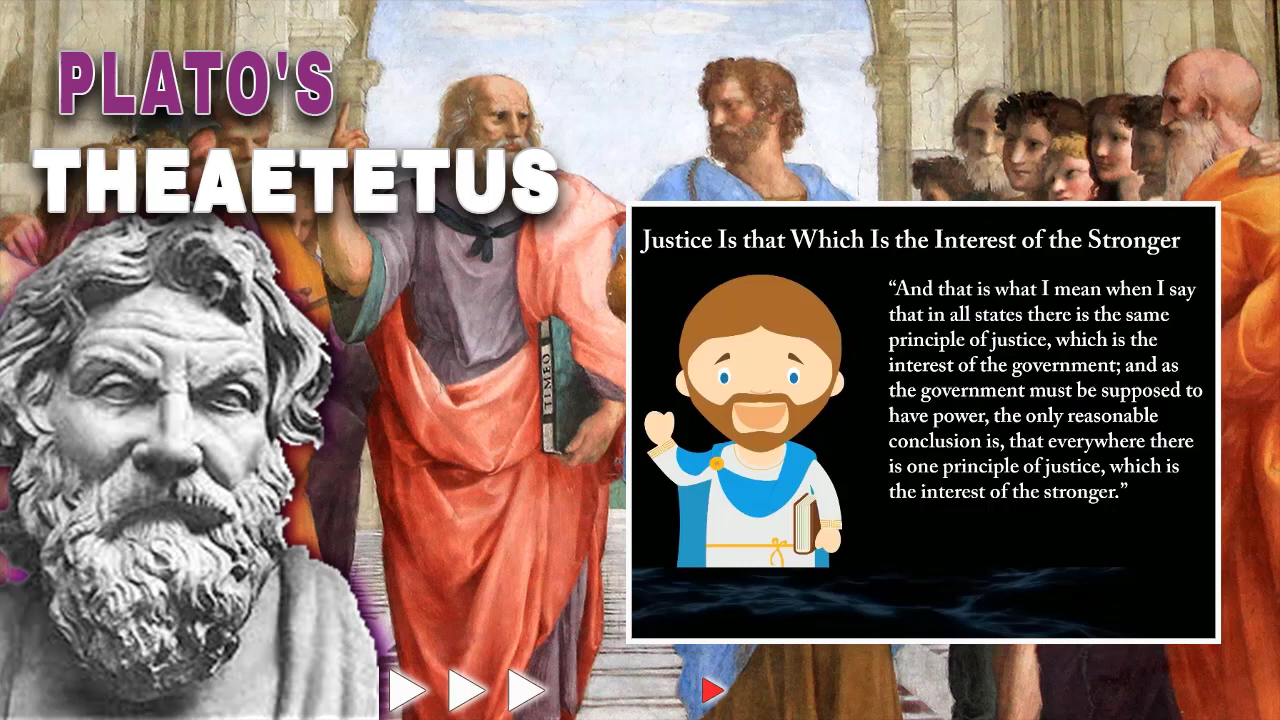 PLATO'S
THEAETETUS
TIMEO
Justice Is that Which Is the Interest of the Stronger
“And that is what I mean when I say
that in all states there is the same
principle of justice, which is the
interest of the government; and as
the government must be supposed to
have power, the only reasonable
conclusion is, that everywhere there
is one principle of justice, which is
the interest of the stronger.”